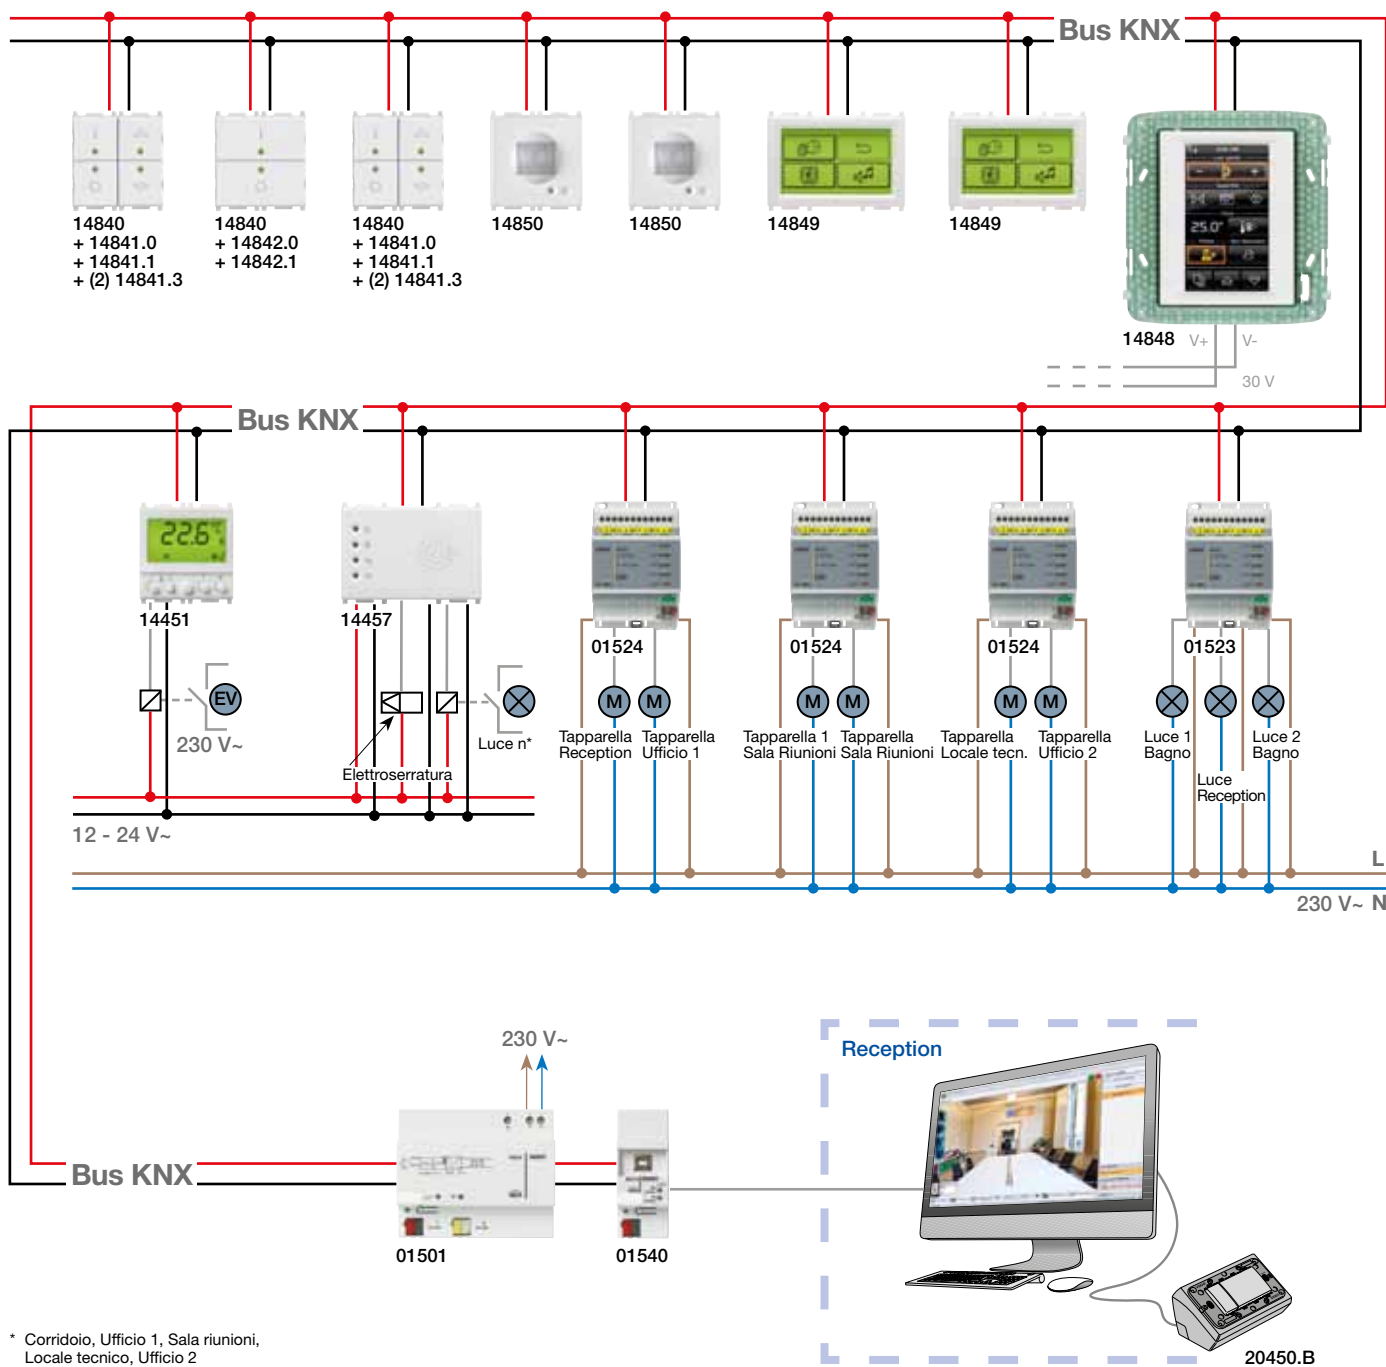 Bus KNX
14840
+ 14841.0
+ 14841.1
+ (2) 14841.3
14840
+ 14842.0
+ 14842.1
14840
+ 14841.0
+ 14841.1
+ (2) 14841.3
14850
14850
14849
14849
25.0°
14848
V+
V-
30 V
Bus KNX
22.6°
14451
14457
01524
01524
01524
01523
EV
230 V~
Luce n*
Elettroserratura
M
M
M
M
M
M
Tapparella
Reception
Tapparella
Ufficio 1
Tapparella 1
Sala Riunioni
Tapparella
Sala Riunioni
Tapparella
Locale tecn.
Tapparella
Ufficio 2
Luce 1
Bagno
Luce
Reception
Luce 2
Bagno
12 - 24 V~
L
230 V~ N
230 V~
Reception
Bus KNX
01501
01540
20450.B
* Corridoio, Ufficio 1, Sala riunioni,
Locale tecnico, Ufficio 2